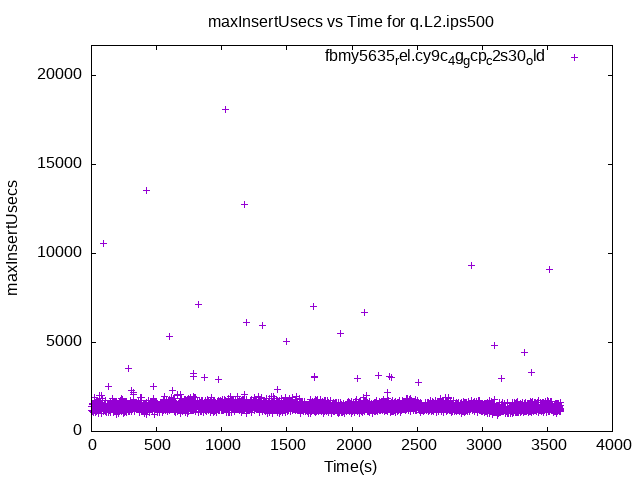 maxInsertUsecs vs Time for q.L2.ips500
fbmy5635rel.cy9c4ggcpc2s30old
maxInsertUsecs
20000
15000
10000
5000
0
0 500 1000 1500 2000 2500 3000 3500 4000
Time(s)